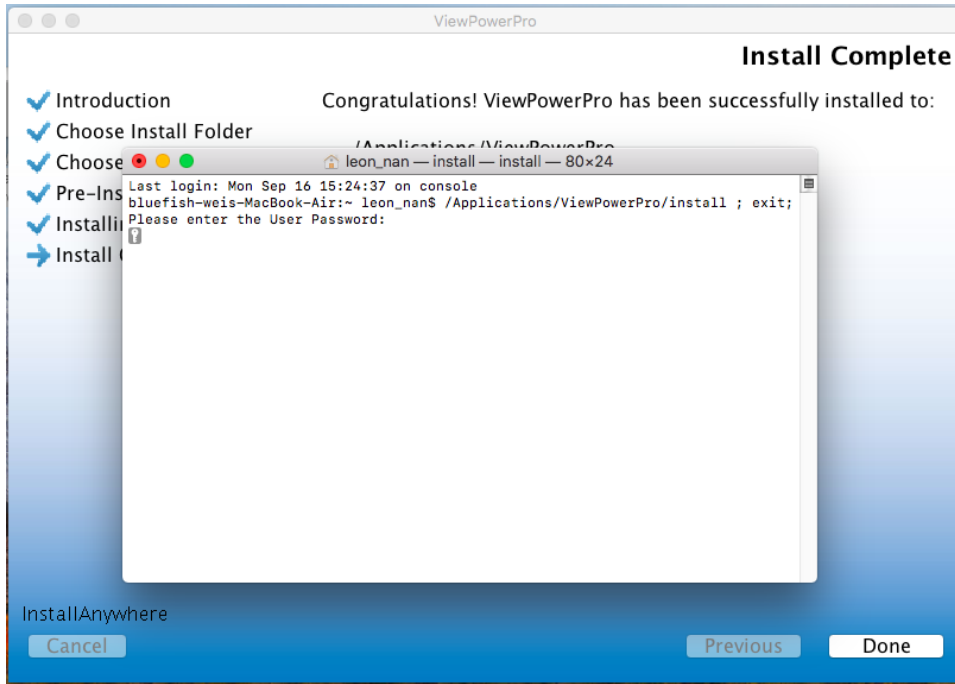 ViewPowerPro
Install Complete
Introduction
Choose Install Folder
Choose
Pre-Ins
Installi
Install
Congratulations! ViewPowerPro has been successfully installed to:
/Applications/ViewPowerPro
leon_nan — install — install — 80×24
Last login: Mon Sep 16 15:24:37 on console
bluefish-weis-MacBook-Air:~ leon_nan$ /Applications/ViewPowerPro/install ; exit;
Please enter the User Password:
InstallAnywhere
Cancel
Previous
Done